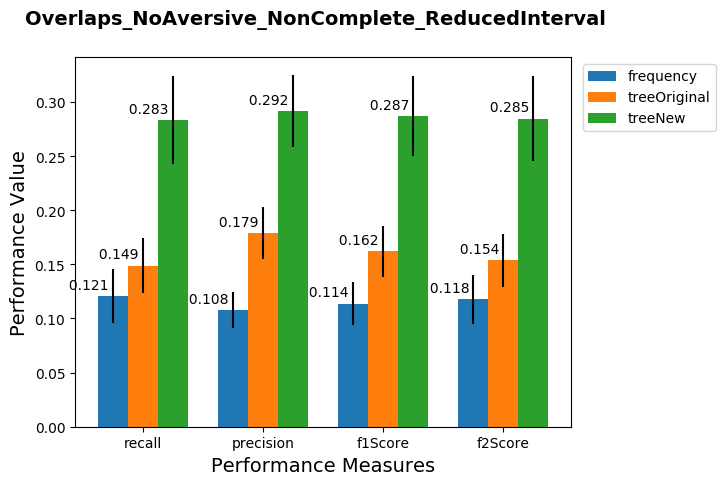 Overlaps_NoAversive_NonComplete_ReducedInterval
frequency
treeOriginal
treeNew
Performance Value
0.30
0.25
0.20
0.15
0.10
0.05
0.00
0.121
0.149
0.283
0.108
0.179
0.292
0.114
0.162
0.287
0.118
0.154
0.285
recall
precision
f1Score
f2Score
Performance Measures